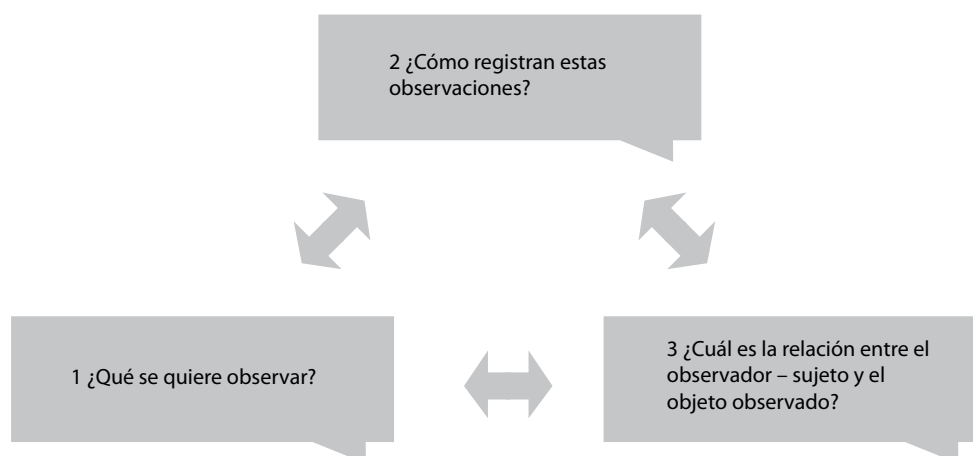 2 ¿Cómo registran estas
observaciones?
1 ¿Qué se quiere observar?
3 ¿Cuál es la relación entre el
observador – sujeto y el
objeto observado?